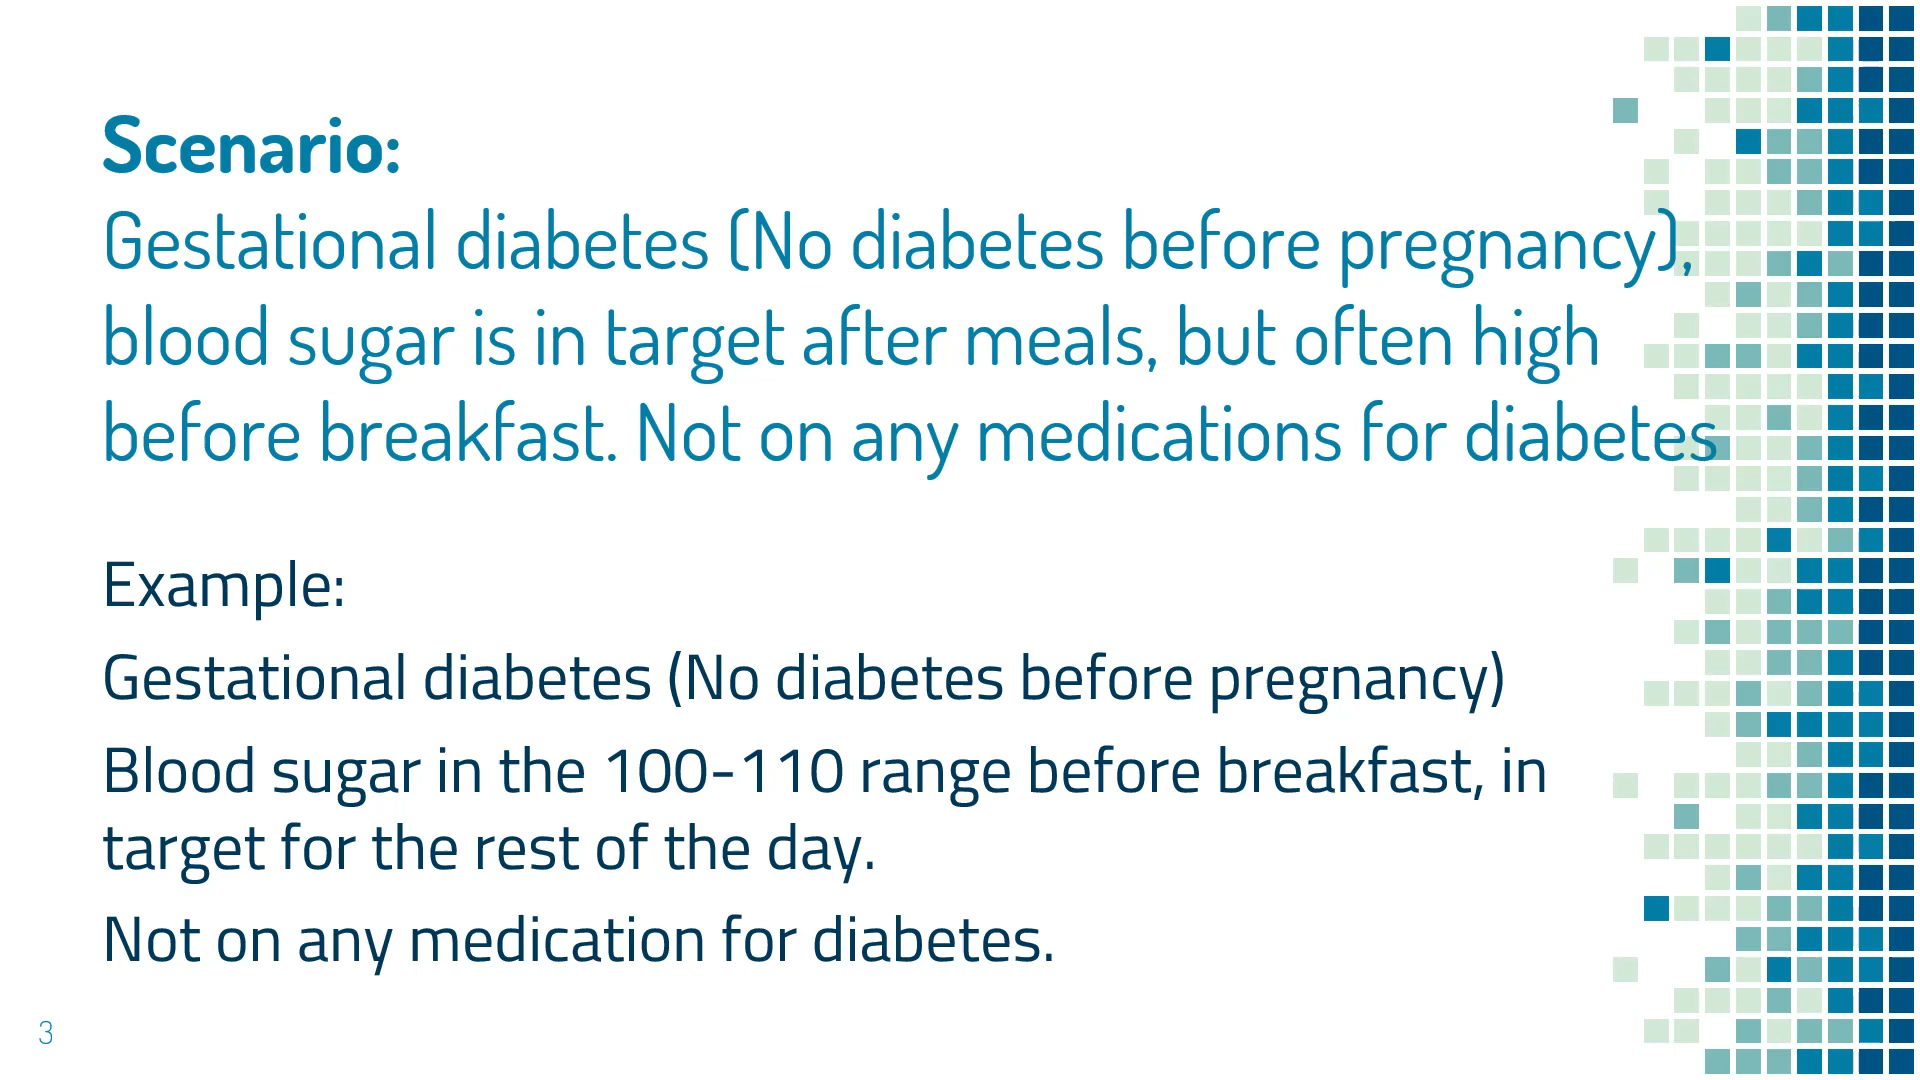 Scenario:
Gestational diabetes (No diabetes before pregnancy),
blood sugar is in target after meals, but often high
before breakfast. Not on any medications for diabetes
Example:
Gestational diabetes (No diabetes before pregnancy)
Blood sugar in the 100-110 range before breakfast, in
target for the rest of the day.
Not on any medication for diabetes.
3